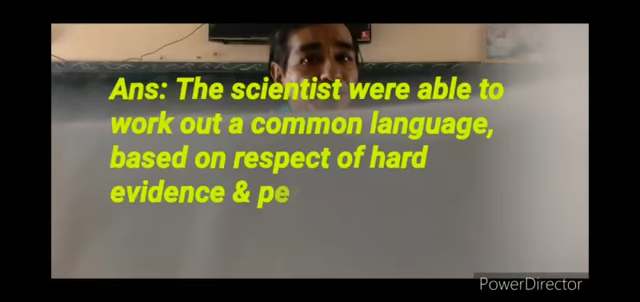 Ans: The scientist were able to
work out a common language,
based on respect of hard
evidence & pe
PowerDirector